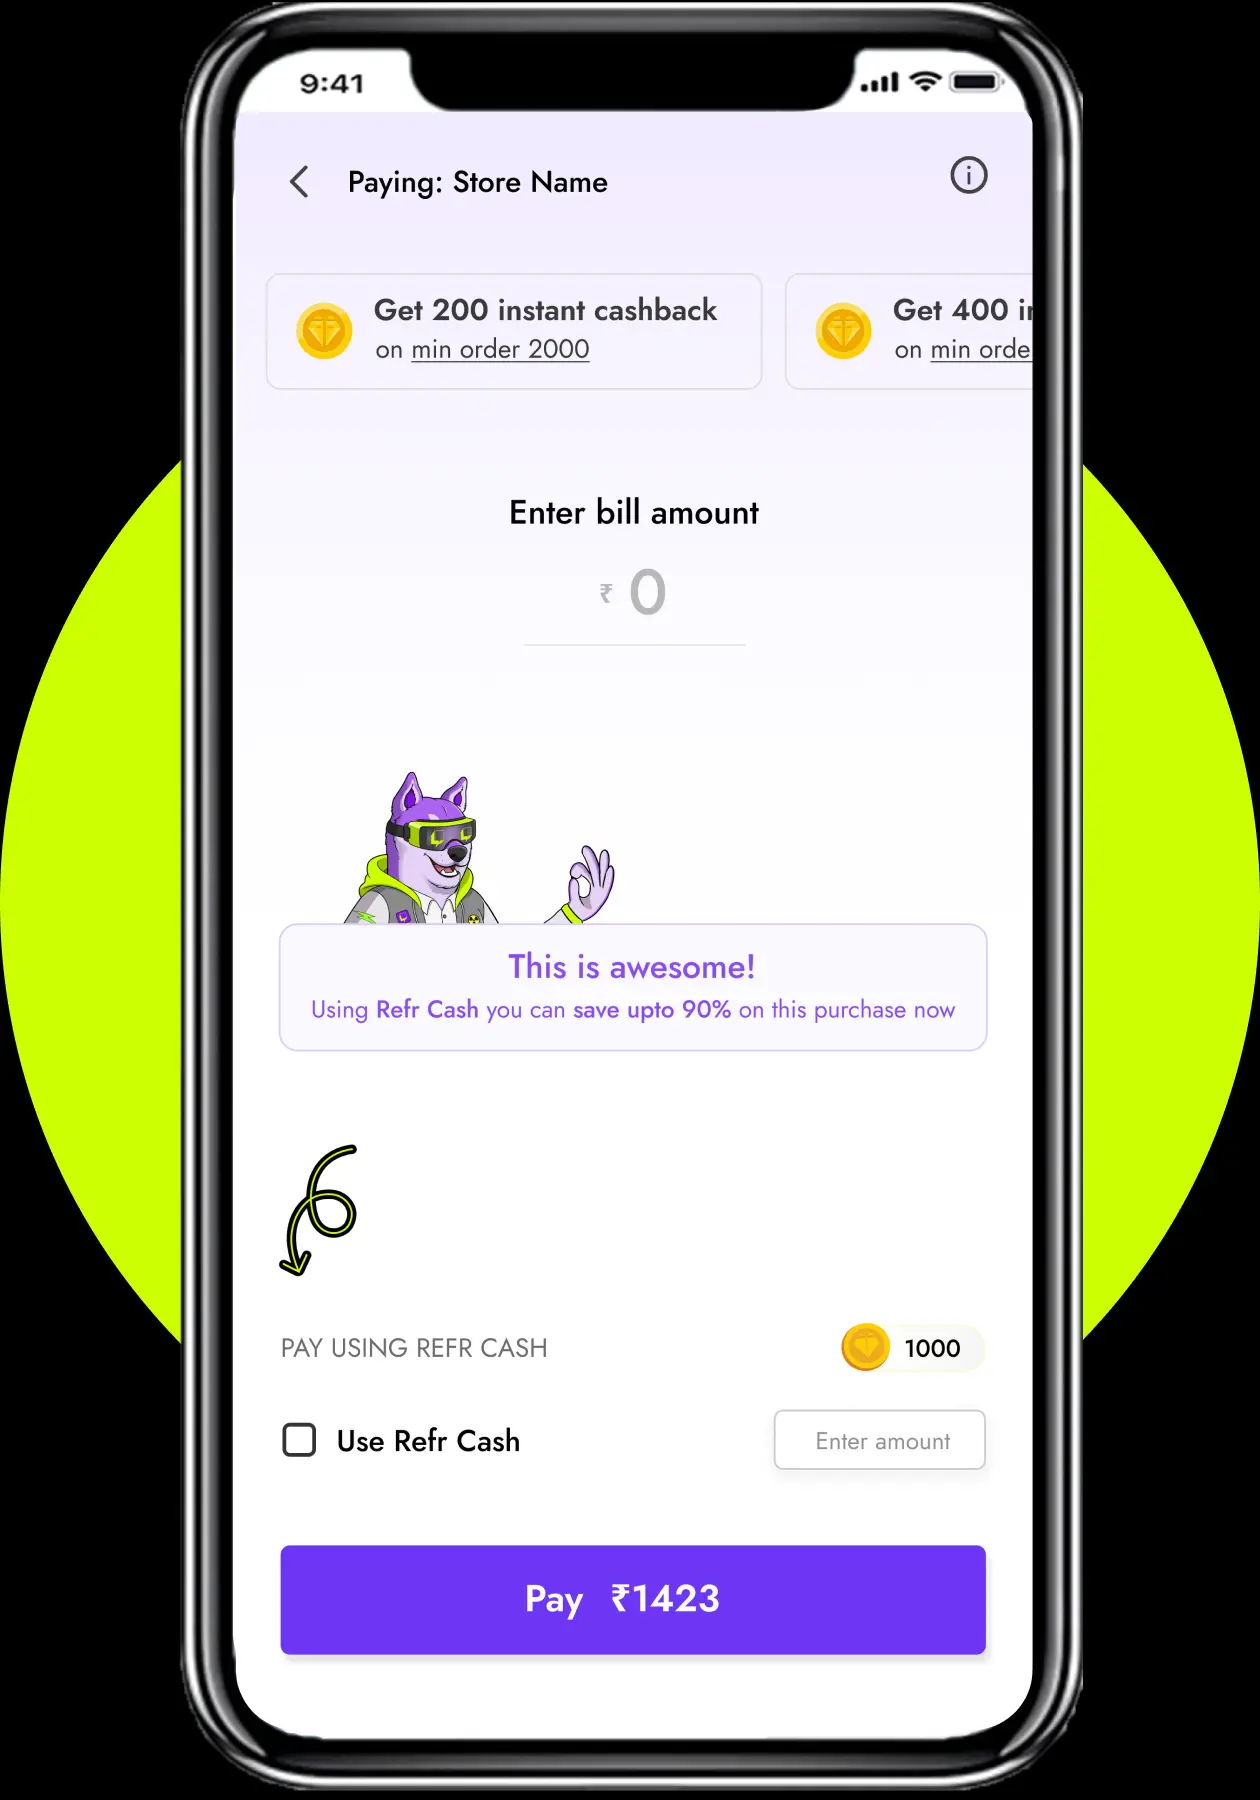 9:41
Paying: Store Name
Get 200 instant cashback
on min order 2000
Get 400
on min orde
Enter bill amount
₹ 0
This is awesome!
Using Refr Cash you can save upto 90% on this purchase now
PAY USING REFR CASH
1000
Use Refr Cash
Enter amount
Pay ₹1423